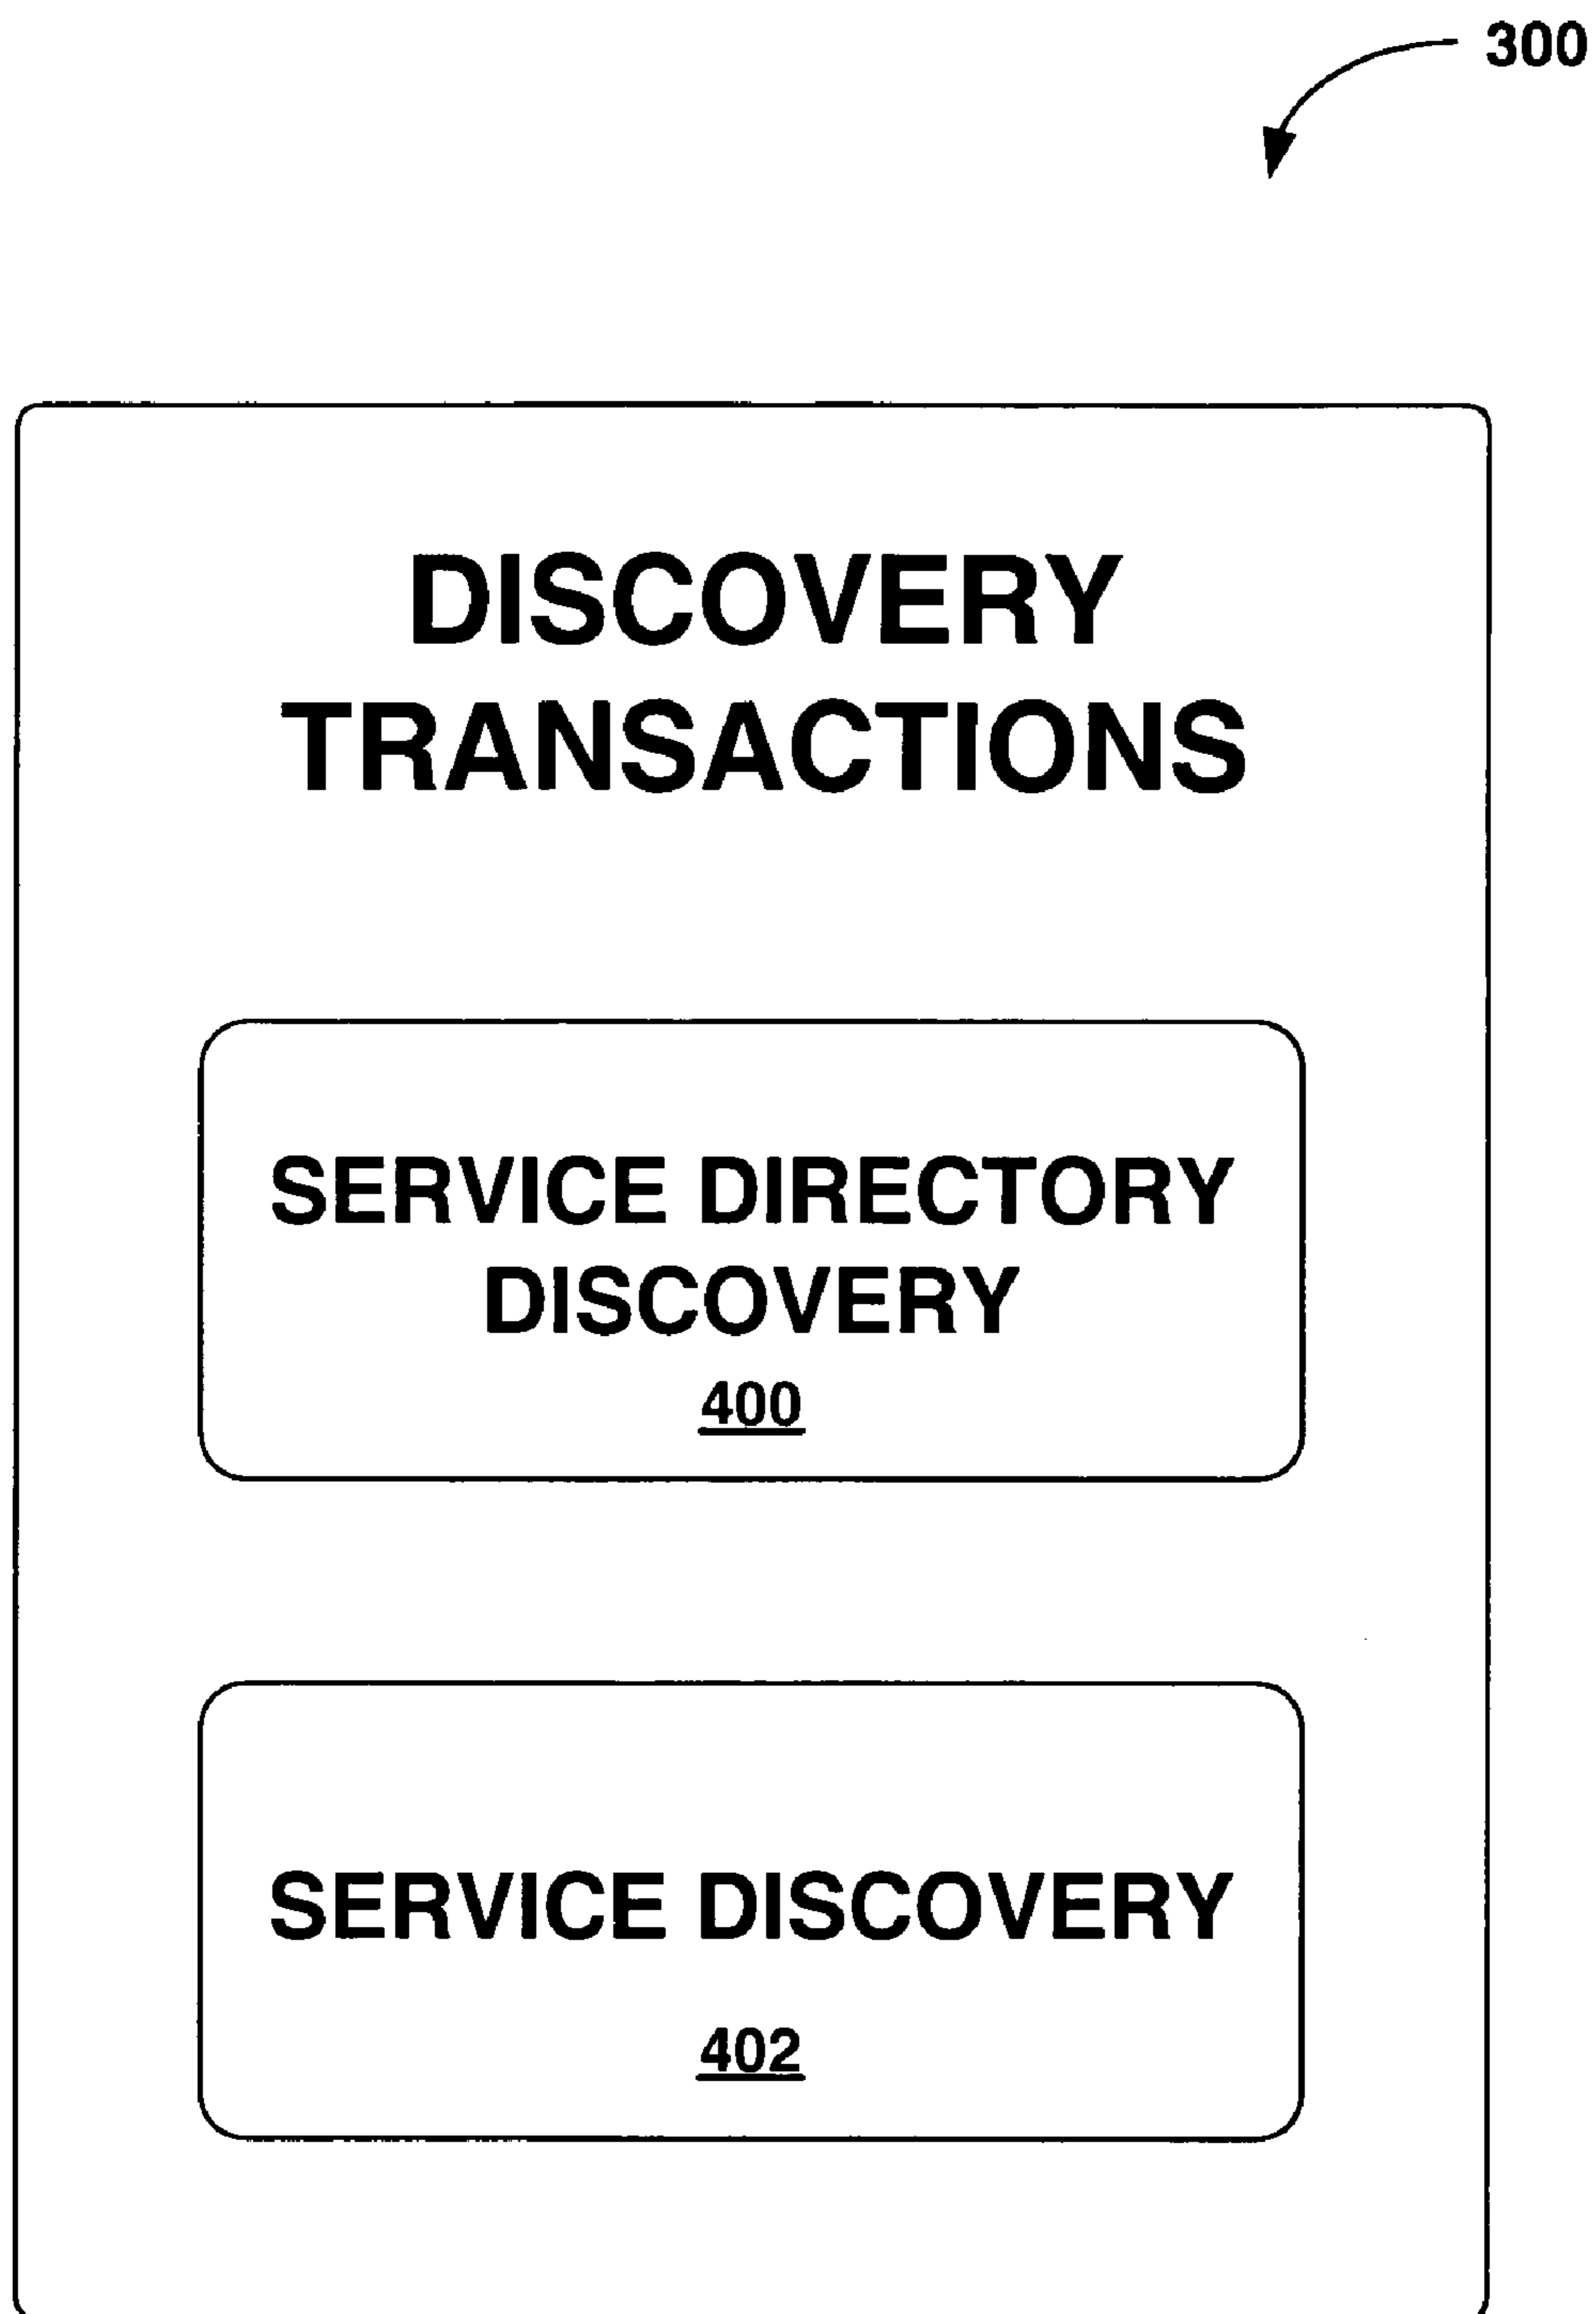 300
DISCOVERY
TRANSACTIONS
SERVICE DIRECTORY
DISCOVERY
400
SERVICE DISCOVERY
402